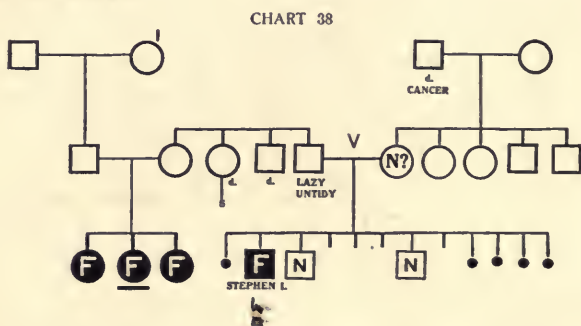 CHART 38
d.
CANCER
V
N?
d.
d.
LAZY
UNTIDY
F
F
F
F
N
N
STEPHEN I.